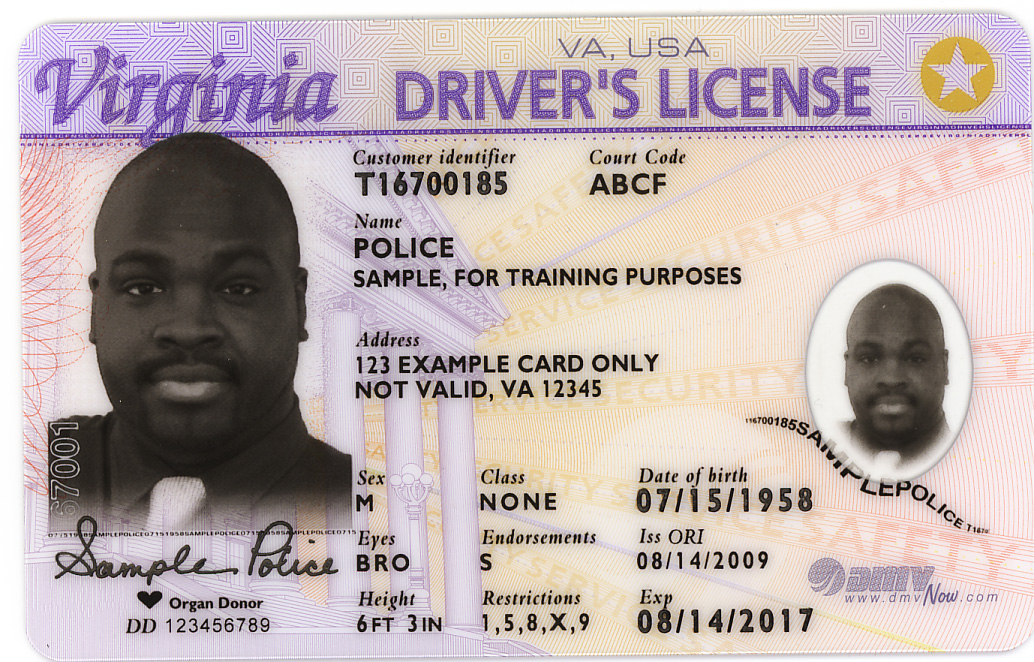 Virginia
VA, USA
DRIVER'S LICENSE
Customer identifier
T16700185
Court Code
ABCF
Name
POLICE
SAMPLE, FOR TRAINING PURPOSES
Address
123 EXAMPLE CARD ONLY
NOT VALID, VA 12345
Sex
M
Class
NONE
Date of birth
07/15/1958
Eyes
BRO
Endorsements
S
Iss ORI
08/14/2009
Height
6FT 3IN
Restrictions
1,5,8,X,9
Exp
08/14/2017
67001
Sample Police
Organ Donor
DD 123456789
T16700185SAMPLEPOLICE
DMV
www.dmvNow.com
SERVICE SECURITY SAFETY